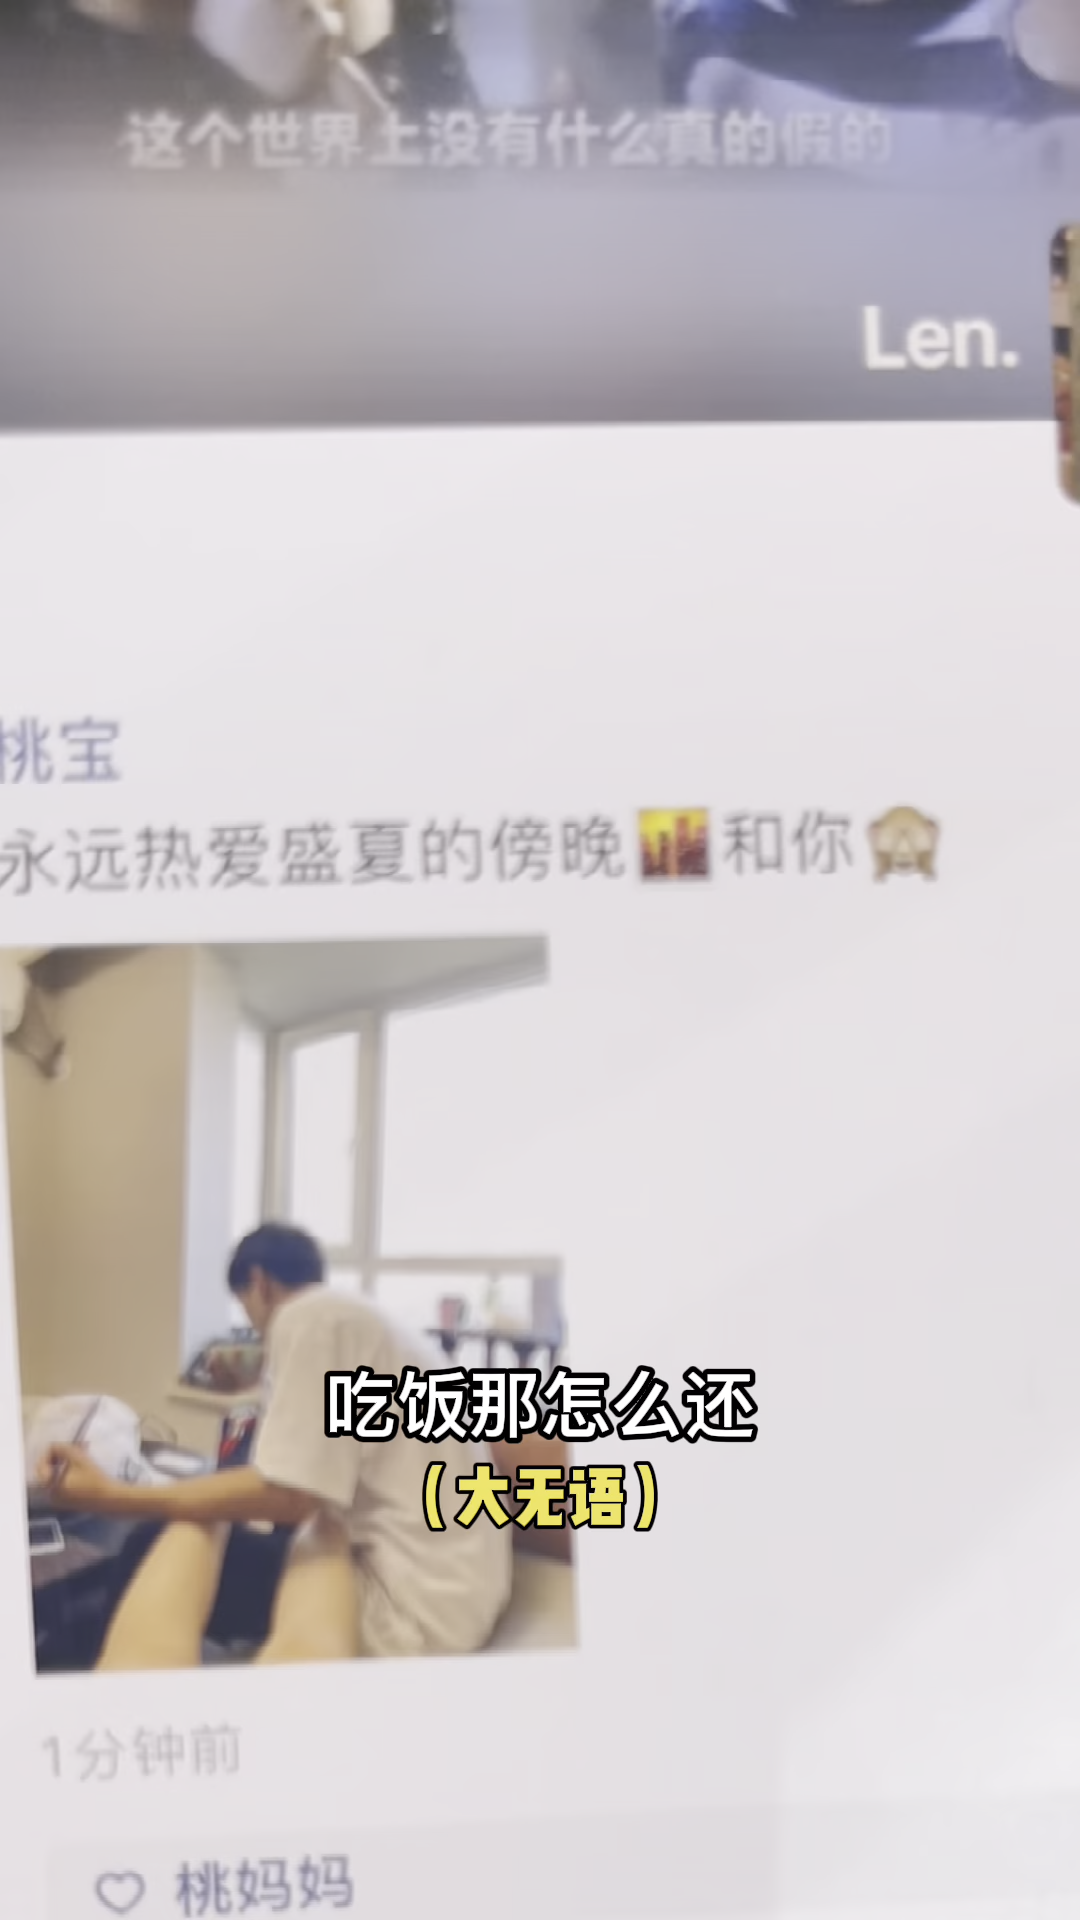 这个世界上没有什么真的假的
Len.
桃宝
永远热爱盛夏的傍晚🌇和你🙈
吃饭那怎么还
（大无语）
1分钟前
♡ 桃妈妈